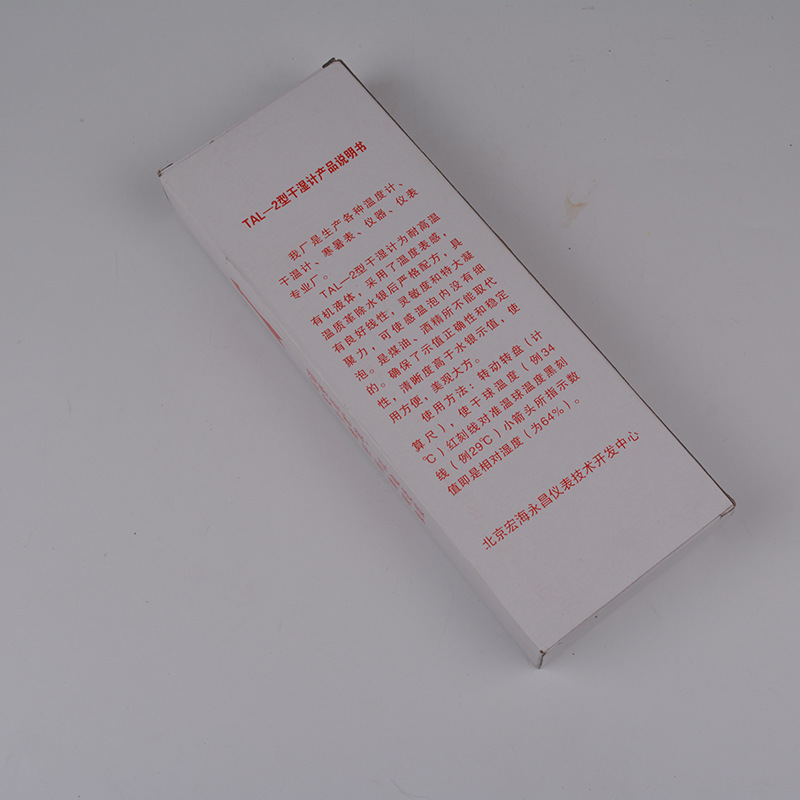 TAL—2型干湿计产品说明书
我厂是生产各种温度计、
干温计、寒暑表、仪器、仪表
专业厂。
TAL—2型干湿计为耐高温
有机液体，采用了温度表感，
温质革除水银后严格配方，具
有良好线性，灵敏度和特大凝
聚力，可使感温泡内没有细
泡。是煤油、酒精所不能取代
的。确保了示值正确性和稳定
性，清晰度高于水银示值，使
用方便，美观大方。
使用方法：转动转盘（计
算尺），使干球温度（例34
℃）红刻线对准温球温度黑刻
线（例29℃）小箭头所指示数
值即是相对湿度（为64%）。
北京宏海永昌仪表技术开发中心